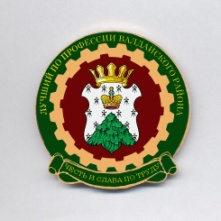 ЛУЧШИЙ ПО ПРОФЕССИИ ВАЛДАЙСКОГО РАЙОНА
ЧЕСТЬ И СЛАВА ПО ТРУДУ